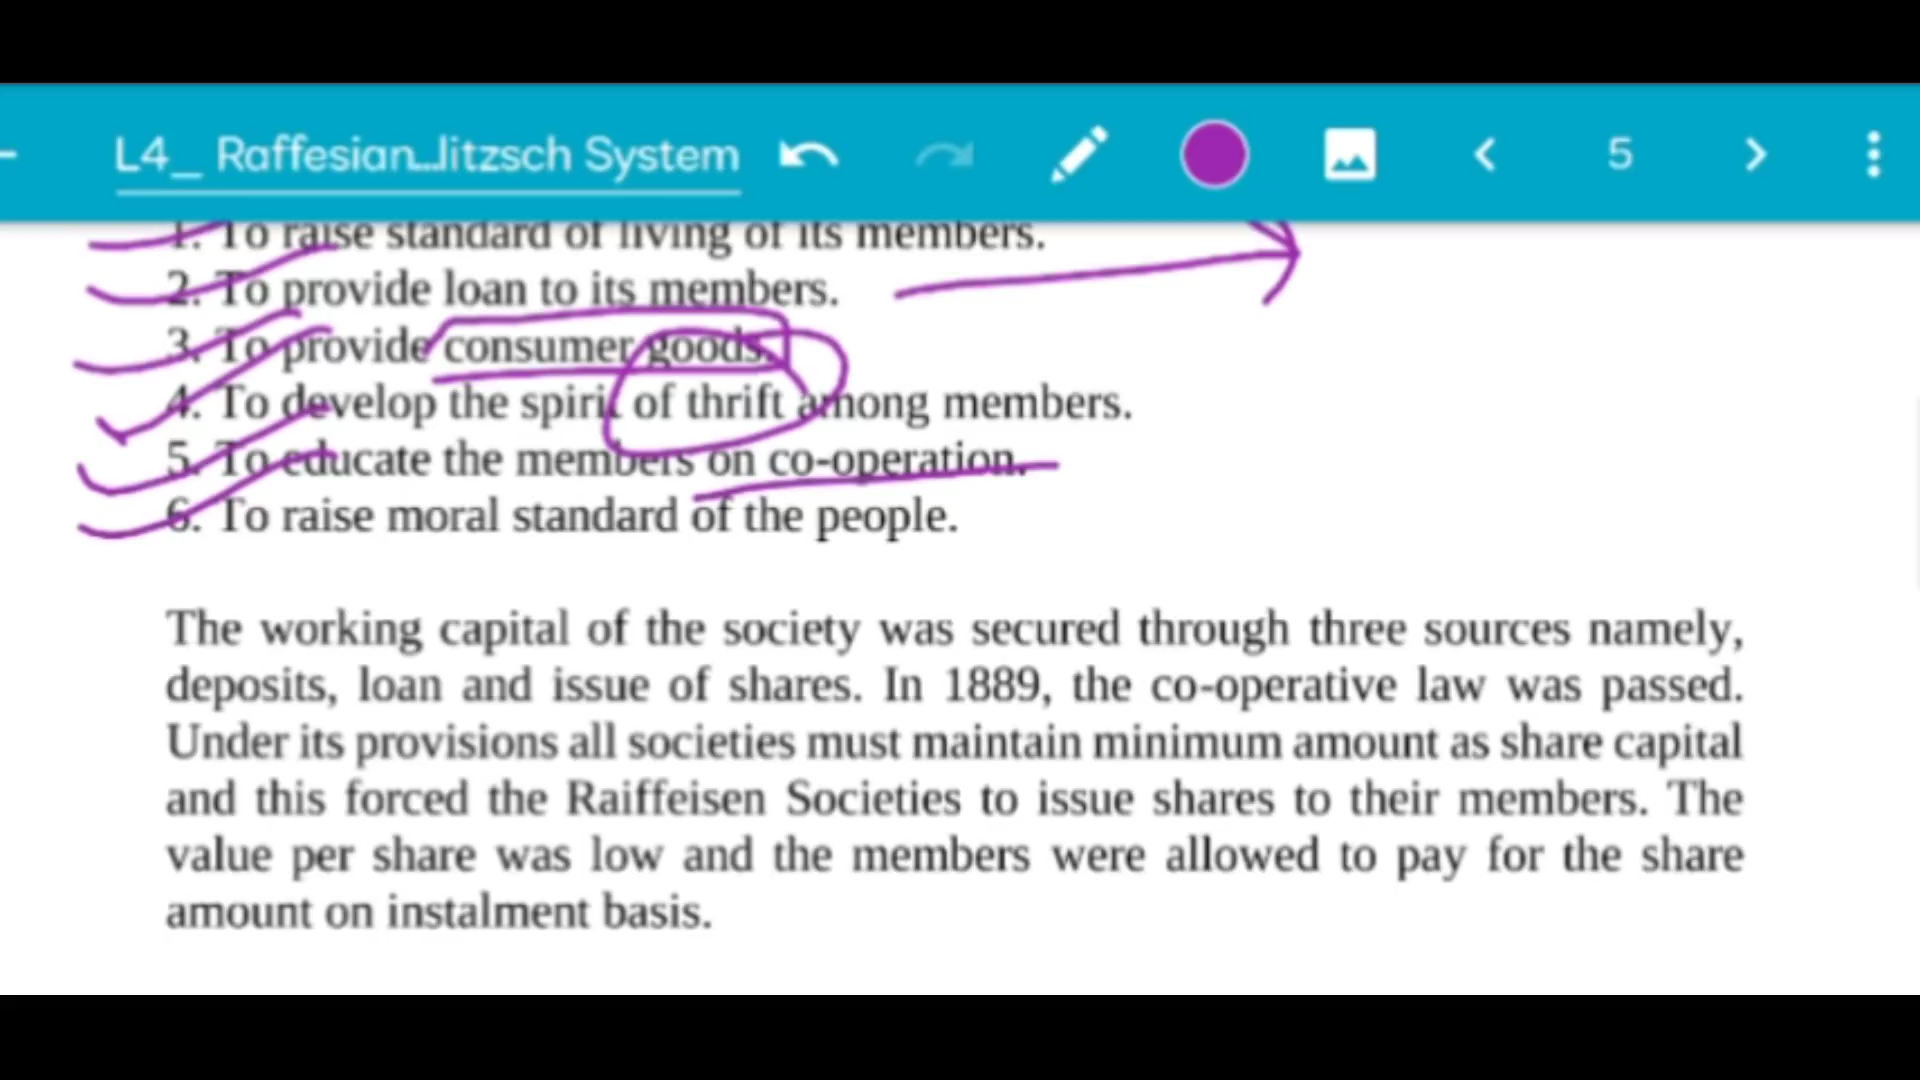 L4_ Raffesian...litzsch System
5
1. To raise standard of living of its members.
2. To provide loan to its members.
3. To provide consumer goods.
4. To develop the spirit of thrift among members.
5. To educate the members on co-operation.
6. To raise moral standard of the people.
The working capital of the society was secured through three sources namely,
deposits, loan and issue of shares. In 1889, the co-operative law was passed.
Under its provisions all societies must maintain minimum amount as share capital
and this forced the Raiffeisen Societies to issue shares to their members. The
value per share was low and the members were allowed to pay for the share
amount on instalment basis.